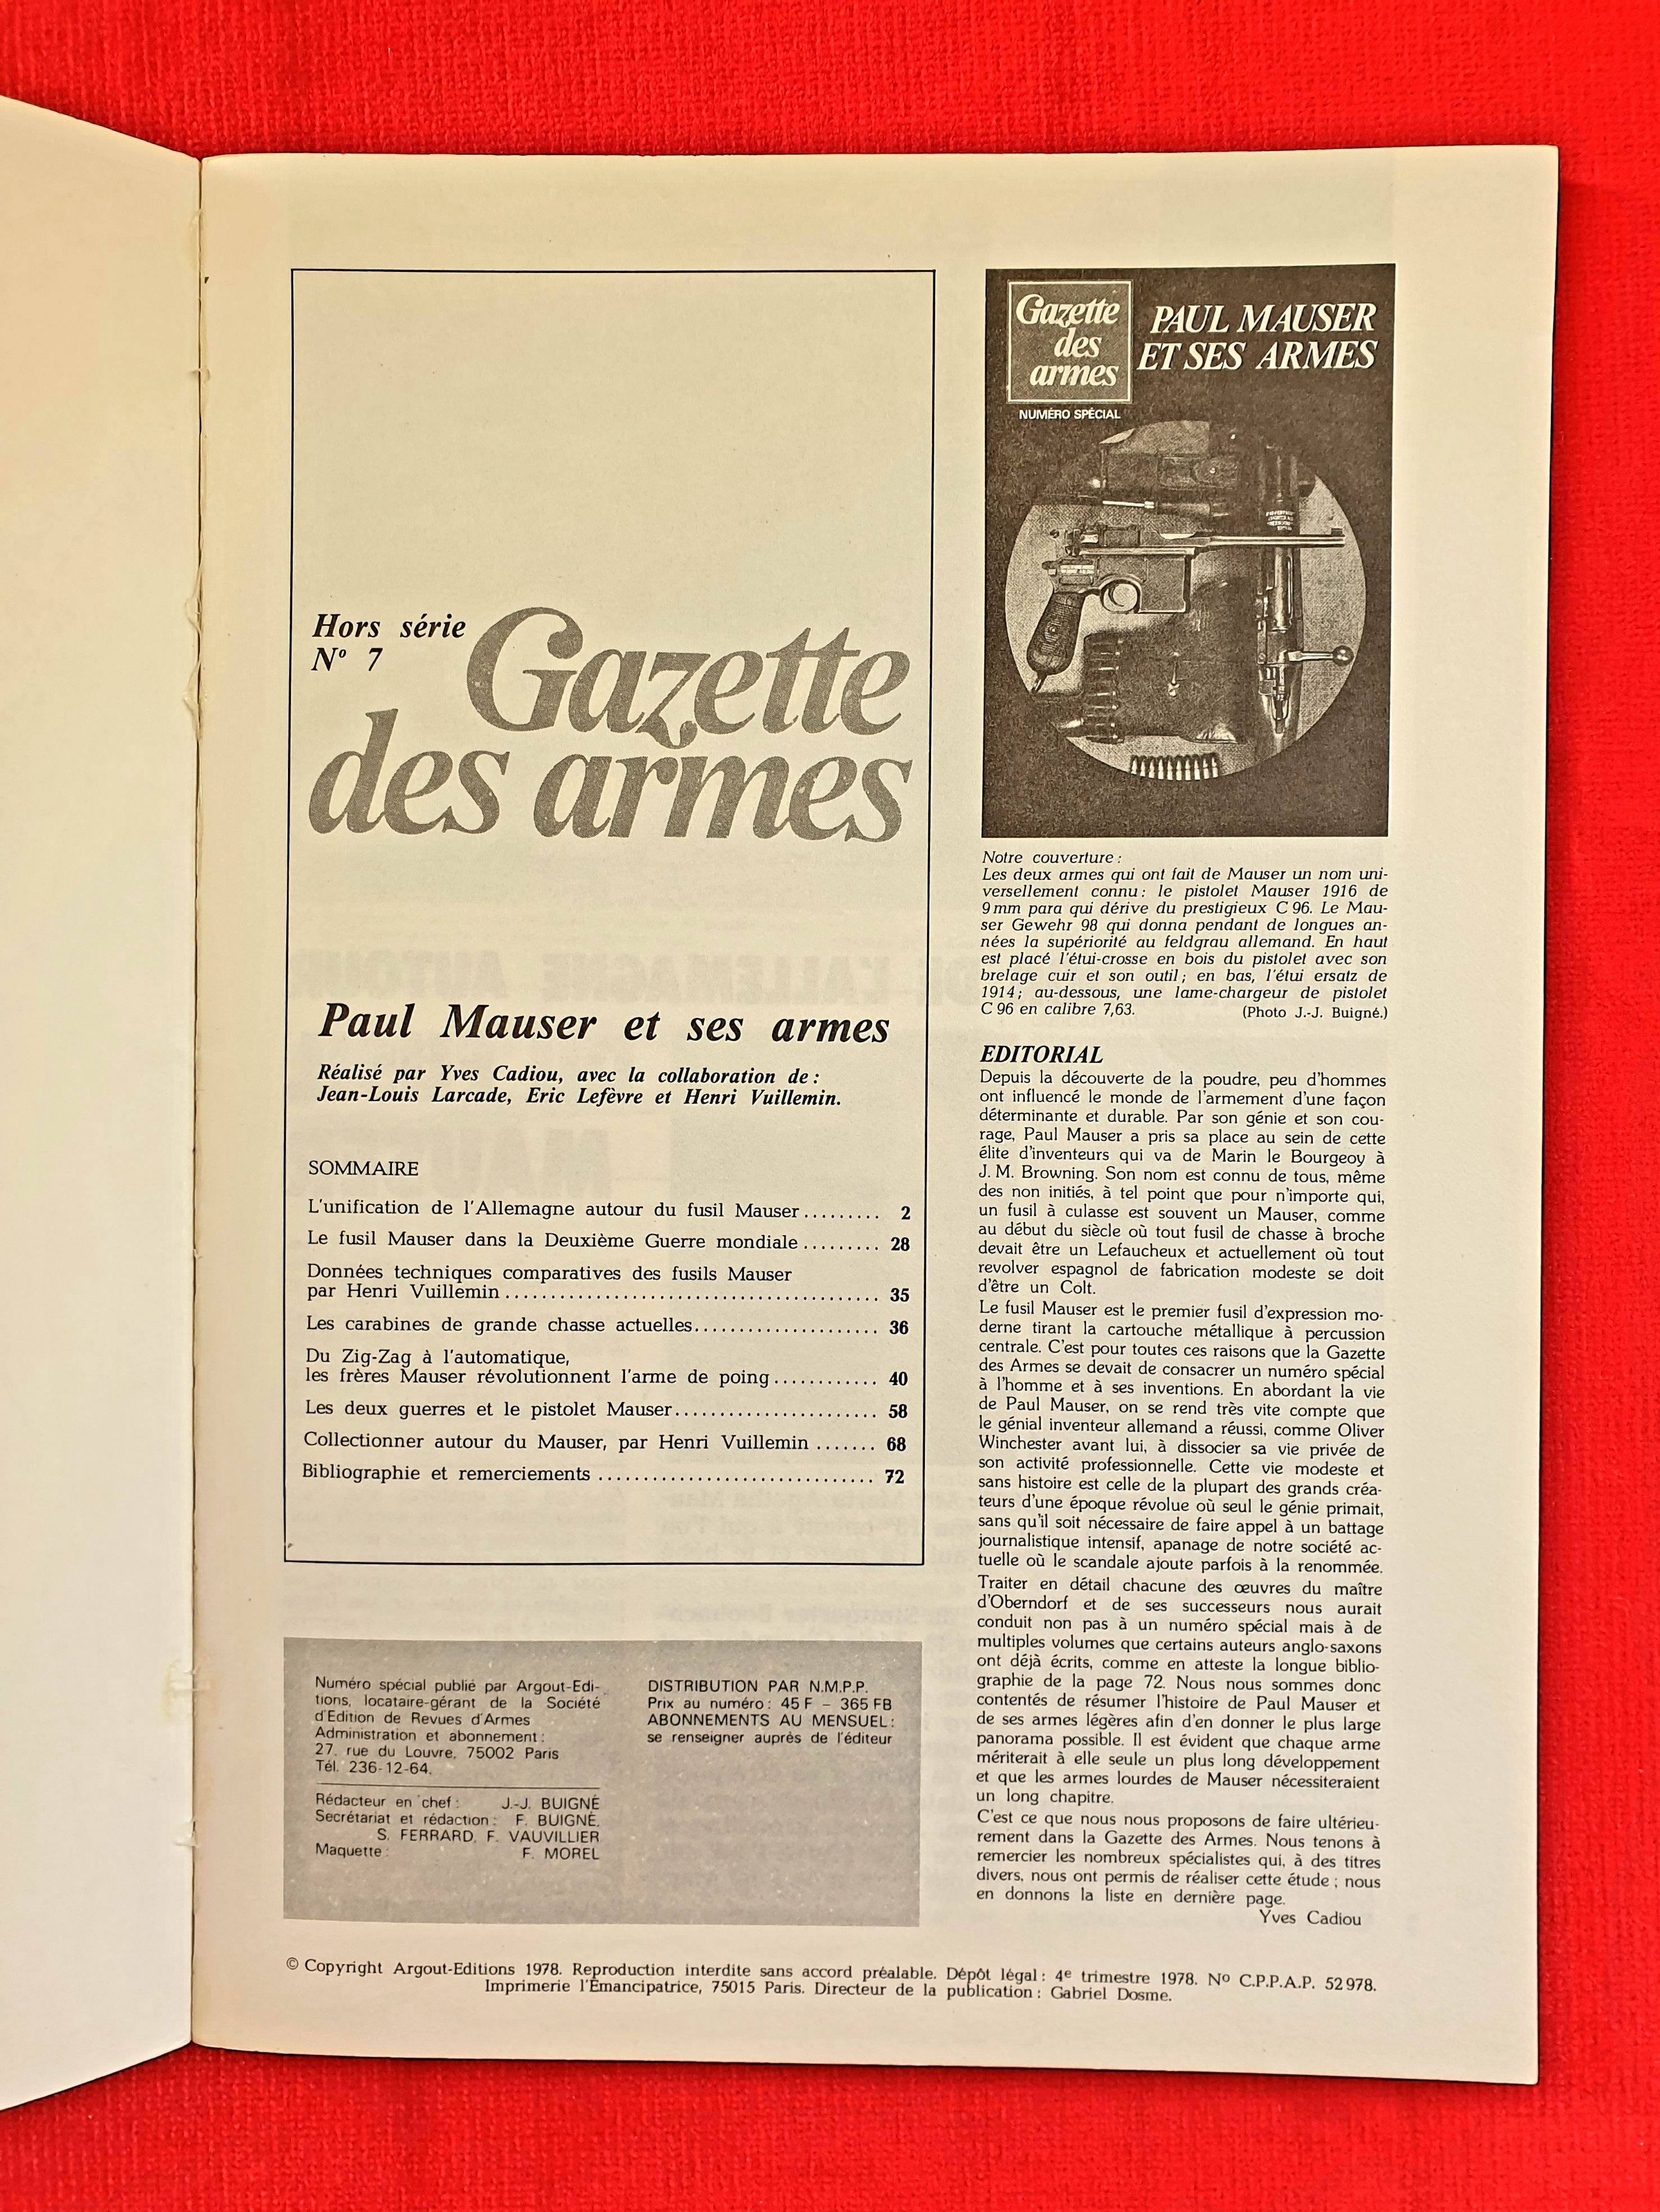 Hors série
Nº 7
Gazette
des armes
Paul Mauser et ses armes
Réalisé par Yves Cadiou, avec la collaboration de :
Jean-Louis Larcade, Eric Lefèvre et Henri Vuillemin.
SOMMAIRE
L'unification de l'Allemagne autour du fusil Mauser ......... 2
Le fusil Mauser dans la Deuxième Guerre mondiale ......... 28
Données techniques comparatives des fusils Mauser
par Henri Vuillemin ......................................... 35
Les carabines de grande chasse actuelles..................... 36
Du Zig-Zag à l'automatique,
les frères Mauser révolutionnent l'arme de poing ............ 40
Les deux guerres et le pistolet Mauser....................... 58
Collectionner autour du Mauser, par Henri Vuillemin ....... 68
Bibliographie et remerciements .............................. 72
Numéro spécial publié par Argout-Edi-
tions, locataire-gérant de la Société
d'Edition de Revues d'Armes
Administration et abonnement :
27, rue du Louvre, 75002 Paris
Tél. 236-12-64.
Rédacteur en chef : J.-J. BUIGNÉ
Secrétariat et rédaction : F. BUIGNÉ,
S. FERRARD, F. VAUVILLIER
Maquette : F. MOREL
DISTRIBUTION PAR N.M.P.P.
Prix au numéro : 45 F – 365 FB
ABONNEMENTS AU MENSUEL :
se renseigner auprès de l'éditeur
Gazette
des
armes
PAUL MAUSER
ET SES ARMES
NUMÉRO SPÉCIAL
Notre couverture :
Les deux armes qui ont fait de Mauser un nom uni-
versellement connu : le pistolet Mauser 1916 de
9 mm para qui dérive du prestigieux C 96. Le Mau-
ser Gewehr 98 qui donna pendant de longues an-
nées la supériorité au feldgrau allemand. En haut
est placé l'étui-crosse en bois du pistolet avec son
brelage cuir et son outil ; en bas, l'étui ersatz de
1914 ; au-dessous, une lame-chargeur de pistolet
C 96 en calibre 7,63. (Photo J.-J. Buigné.)
EDITORIAL
Depuis la découverte de la poudre, peu d'hommes
ont influencé le monde de l'armement d'une façon
déterminante et durable. Par son génie et son cou-
rage, Paul Mauser a pris sa place au sein de cette
élite d'inventeurs qui va de Marin le Bourgeoy à
J. M. Browning. Son nom est connu de tous, même
des non initiés, à tel point que pour n'importe qui,
un fusil à culasse est souvent un Mauser, comme
au début du siècle où tout fusil de chasse à broche
devait être un Lefaucheux et actuellement où tout
revolver espagnol de fabrication modeste se doit
d'être un Colt.
Le fusil Mauser est le premier fusil d'expression mo-
derne tirant la cartouche métallique à percussion
centrale. C'est pour toutes ces raisons que la Gazette
des Armes se devait de consacrer un numéro spécial
à l'homme et à ses inventions. En abordant la vie
de Paul Mauser, on se rend très vite compte que
le génial inventeur allemand a réussi, comme Oliver
Winchester avant lui, à dissocier sa vie privée de
son activité professionnelle. Cette vie modeste et
sans histoire est celle de la plupart des grands créa-
teurs d'une époque révolue où seul le génie primait,
sans qu'il soit nécessaire de faire appel à un battage
journalistique intensif, apanage de notre société ac-
tuelle où le scandale ajoute parfois à la renommée.
Traiter en détail chacune des œuvres du maître
d'Oberndorf et de ses successeurs nous aurait
conduit non pas à un numéro spécial mais à de
multiples volumes que certains auteurs anglo-saxons
ont déjà écrits, comme en atteste la longue biblio-
graphie de la page 72. Nous nous sommes donc
contentés de résumer l'histoire de Paul Mauser et
de ses armes légères afin d'en donner le plus large
panorama possible. Il est évident que chaque arme
mériterait à elle seule un plus long développement
et que les armes lourdes de Mauser nécessiteraient
un long chapitre.
C'est ce que nous nous proposons de faire ultérieu-
rement dans la Gazette des Armes. Nous tenons à
remercier les nombreux spécialistes qui, à des titres
divers, nous ont permis de réaliser cette étude ; nous
en donnons la liste en dernière page.
Yves Cadiou
© Copyright Argout-Editions 1978. Reproduction interdite sans accord préalable. Dépôt légal : 4e trimestre 1978. Nº C.P.P.A.P. 52 978.
Imprimerie l'Emancipatrice, 75015 Paris. Directeur de la publication : Gabriel Dosme.